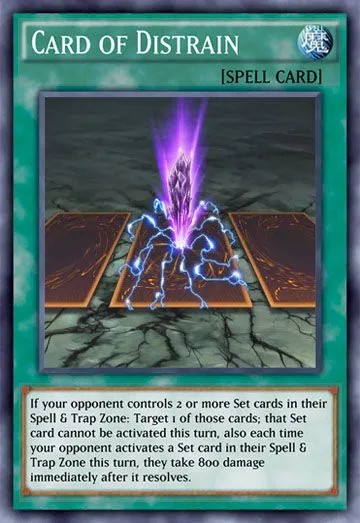 CARD OF DISTRAIN
[SPELL CARD]
If your opponent controls 2 or more Set cards in their
Spell & Trap Zone: Target 1 of those cards; that Set
card cannot be activated this turn, also each time
your opponent activates a Set card in their Spell &
Trap Zone this turn, they take 800 damage
immediately after it resolves.